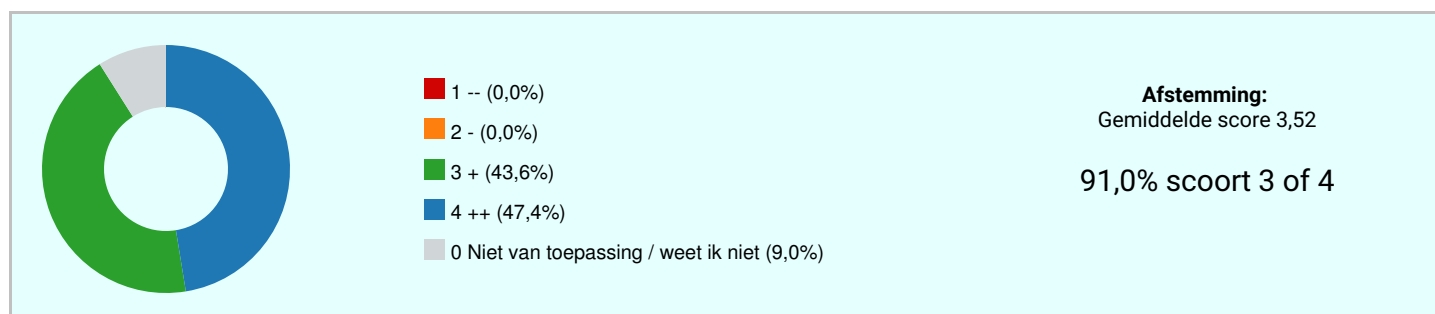 1 -- (0,0%)
2 - (0,0%)
3 + (43,6%)
4 ++ (47,4%)
0 Niet van toepassing / weet ik niet (9,0%)
Afstemming:
Gemiddelde score 3,52
91,0% scoort 3 of 4